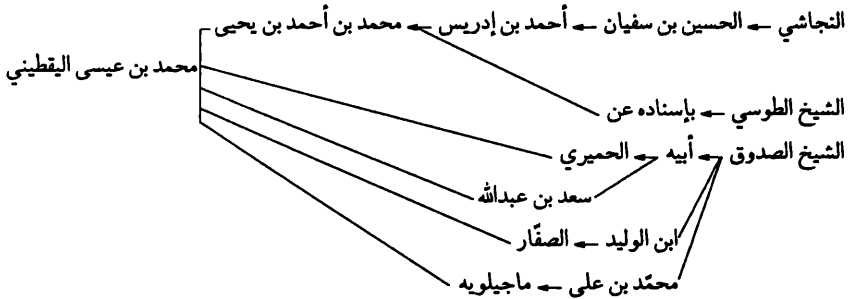 النجاشي ← الحسين بن سفيان ← أحمد بن إدريس ← محمد بن أحمد بن يحيى
محمد بن عيسى اليقطيني
الشيخ الطوسي ← بإسناده عن
الشيخ الصدوق ← أبيه ← الحميري
سعد بن عبدالله
ابن الوليد ← الصفّار
محمّد بن علي ← ماجيلويه